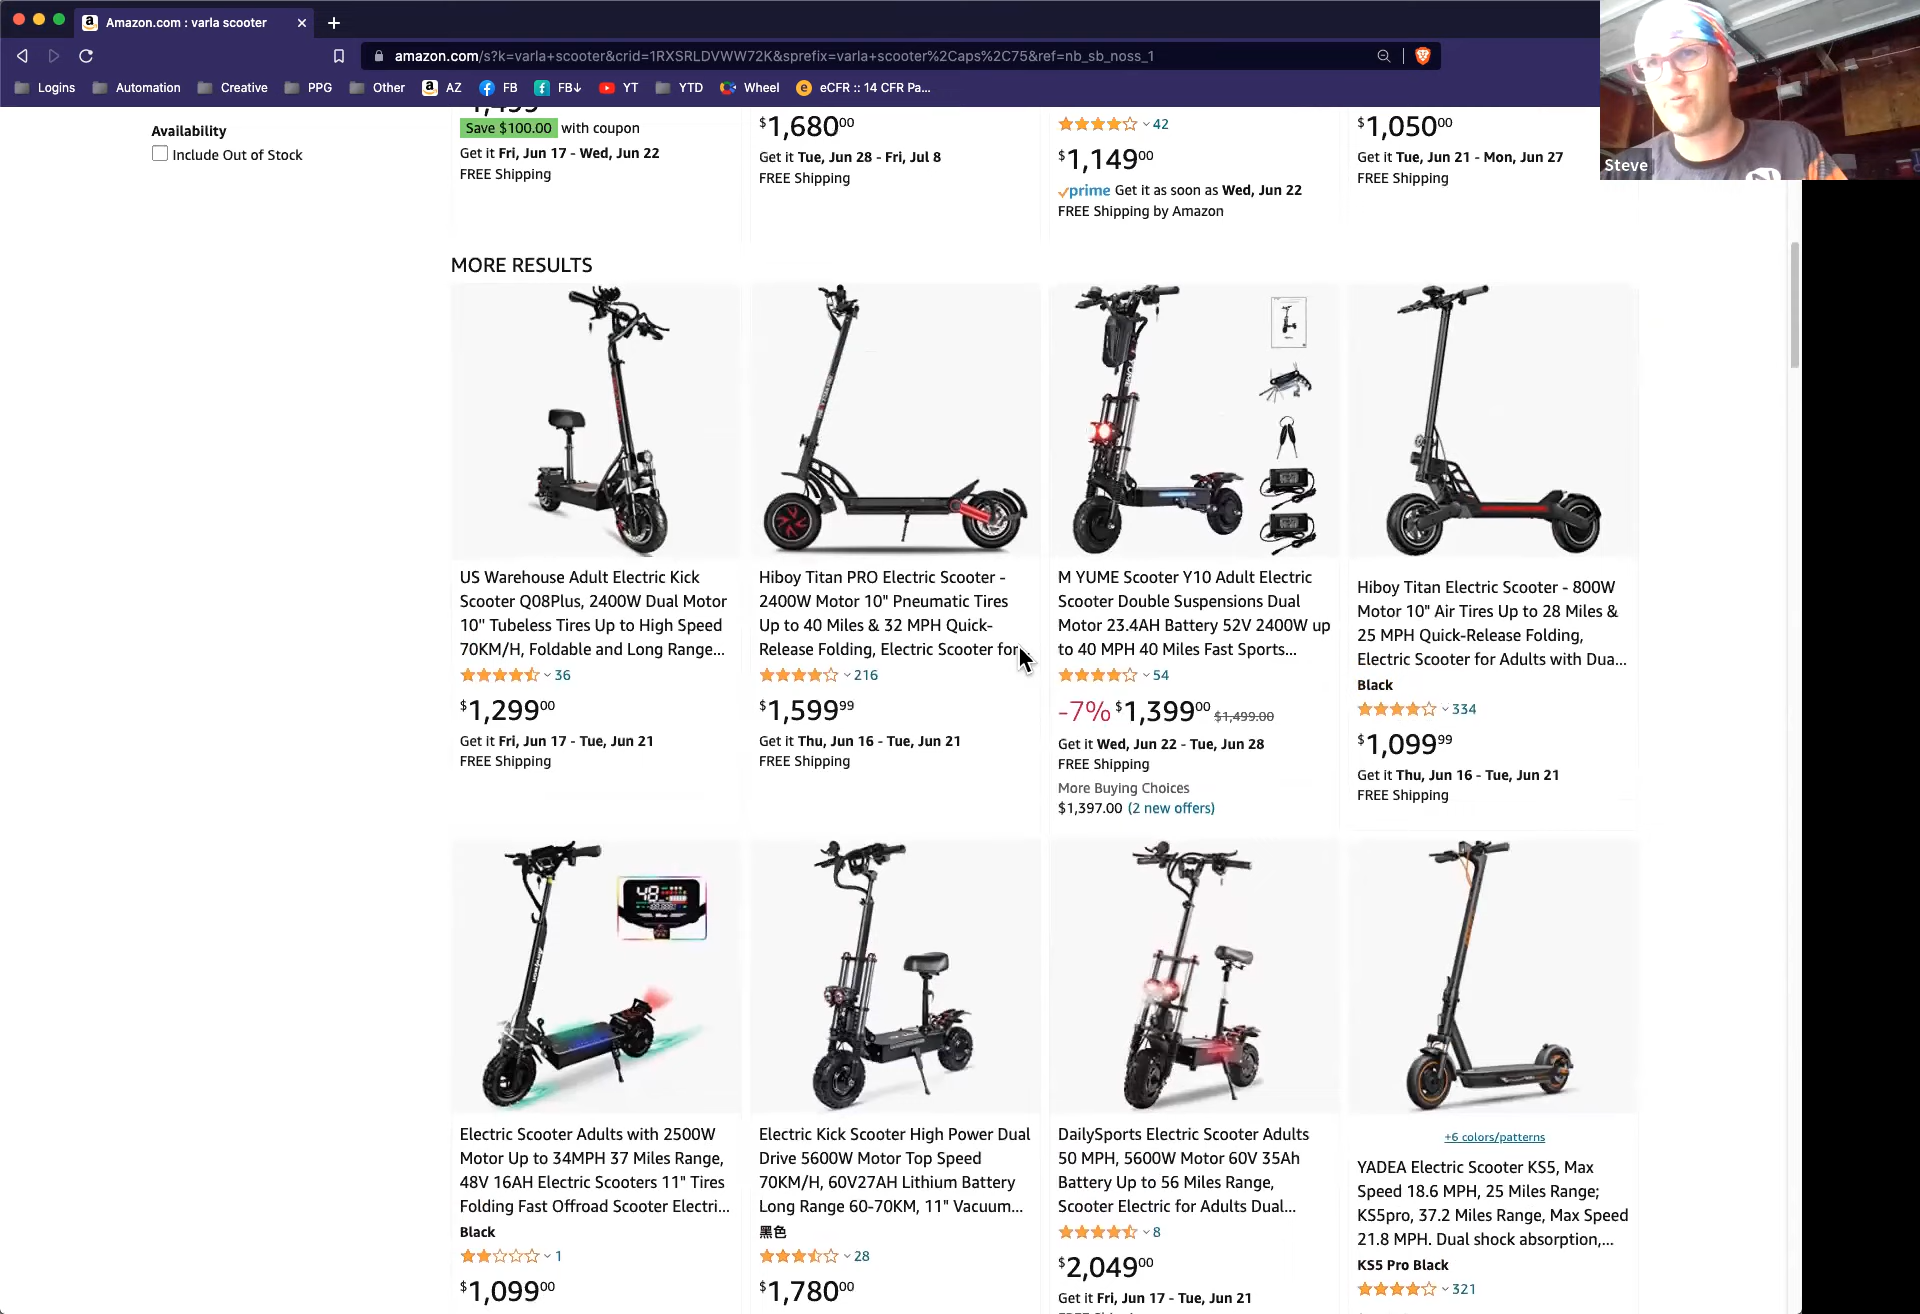 Amazon.com : varla scooter
amazon.com/s?k=varla+scooter&crid=1RXSRLDVWW72K&sprefix=varla+scooter%2Caps%2C75&ref=nb_sb_noss_1
Logins Automation Creative PPG Other AZ FB FB↓ YT YTD Wheel eCFR :: 14 CFR Pa...
Steve
Availability
Include Out of Stock
Save $100.00 with coupon
Get it Fri, Jun 17 - Wed, Jun 22
FREE Shipping
$1,680.00
Get it Tue, Jun 28 - Fri, Jul 8
FREE Shipping
42
$1,149.00
prime Get it as soon as Wed, Jun 22
FREE Shipping by Amazon
$1,050.00
Get it Tue, Jun 21 - Mon, Jun 27
FREE Shipping
MORE RESULTS
US Warehouse Adult Electric Kick
Scooter Q08Plus, 2400W Dual Motor
10'' Tubeless Tires Up to High Speed
70KM/H, Foldable and Long Range...
36
$1,299.00
Get it Fri, Jun 17 - Tue, Jun 21
FREE Shipping
Hiboy Titan PRO Electric Scooter -
2400W Motor 10" Pneumatic Tires
Up to 40 Miles & 32 MPH Quick-
Release Folding, Electric Scooter for...
216
$1,599.99
Get it Thu, Jun 16 - Tue, Jun 21
FREE Shipping
M YUME Scooter Y10 Adult Electric
Scooter Double Suspensions Dual
Motor 23.4AH Battery 52V 2400W up
to 40 MPH 40 Miles Fast Sports...
54
-7% $1,399.00 $1,499.00
Get it Wed, Jun 22 - Tue, Jun 28
FREE Shipping
More Buying Choices
$1,397.00 (2 new offers)
Hiboy Titan Electric Scooter - 800W
Motor 10" Air Tires Up to 28 Miles &
25 MPH Quick-Release Folding,
Electric Scooter for Adults with Dua...
Black
334
$1,099.99
Get it Thu, Jun 16 - Tue, Jun 21
FREE Shipping
48
Electric Scooter Adults with 2500W
Motor Up to 34MPH 37 Miles Range,
48V 16AH Electric Scooters 11" Tires
Folding Fast Offroad Scooter Electri...
Black
1
$1,099.00
Electric Kick Scooter High Power Dual
Drive 5600W Motor Top Speed
70KM/H, 60V27AH Lithium Battery
Long Range 60-70KM, 11" Vacuum...
黑色
28
$1,780.00
DailySports Electric Scooter Adults
50 MPH, 5600W Motor 60V 35Ah
Battery Up to 56 Miles Range,
Scooter Electric for Adults Dual...
8
$2,049.00
Get it Fri, Jun 17 - Tue, Jun 21
+6 colors/patterns
YADEA Electric Scooter KS5, Max
Speed 18.6 MPH, 25 Miles Range;
KS5pro, 37.2 Miles Range, Max Speed
21.8 MPH. Dual shock absorption,...
KS5 Pro Black
321